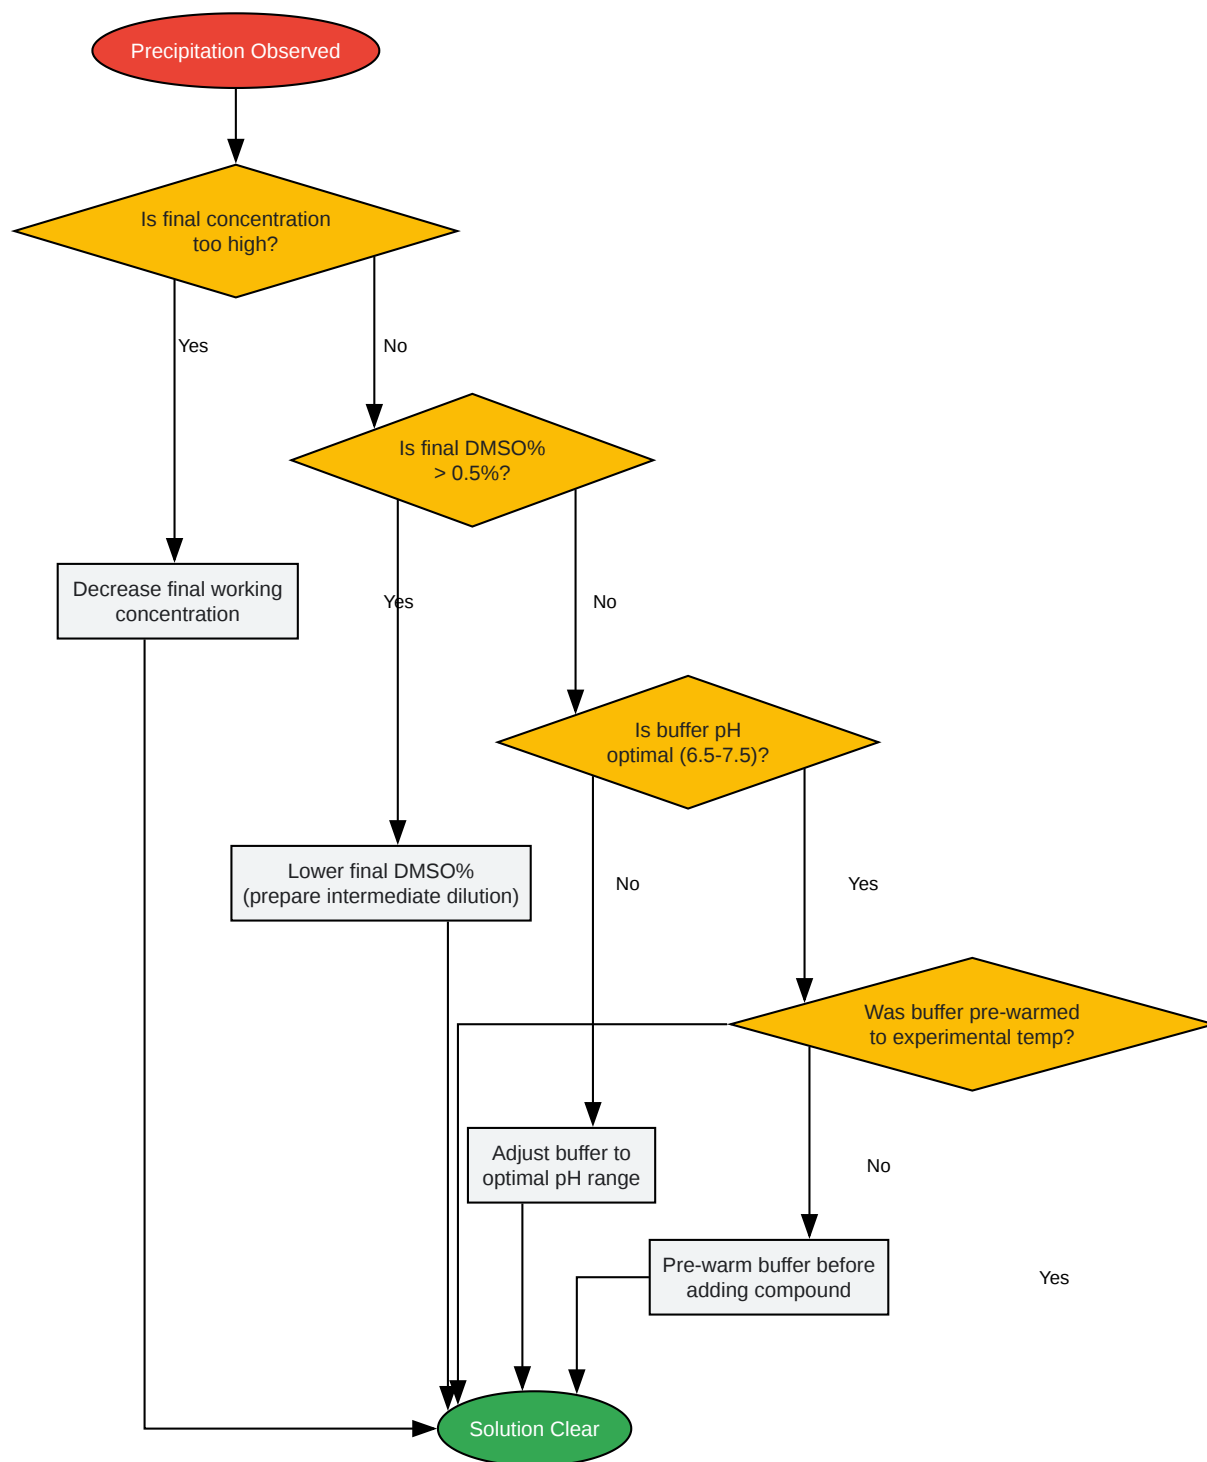 Precipitation Observed
Is final concentration
too high?
Yes
No
Is final DMSO%
> 0.5%?
Decrease final working
concentration
Yes
No
Is buffer pH
optimal (6.5-7.5)?
Lower final DMSO%
(prepare intermediate dilution)
No
Yes
Was buffer pre-warmed
to experimental temp?
Adjust buffer to
optimal pH range
No
Pre-warm buffer before
adding compound
Yes
Solution Clear